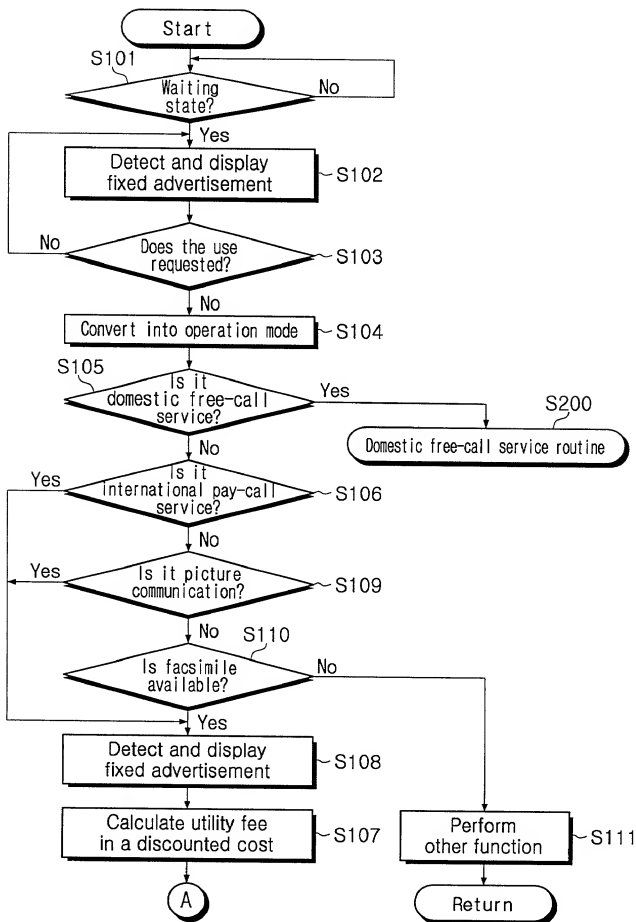 Start
S101
Waiting
state?
No
Yes
Detect and display
fixed advertisement
S102
No
Does the use
requested?
S103
No
Convert into operation mode
S104
S105
Is it
domestic free-call
service?
Yes
S200
Domestic free-call service routine
No
Yes
Is it
international pay-call
service?
S106
No
Yes
Is it picture
communication?
S109
No
S110
Is facsimile
available?
No
Yes
Detect and display
fixed advertisement
S108
Calculate utility fee
in a discounted cost
S107
Perform
other function
S111
A
Return